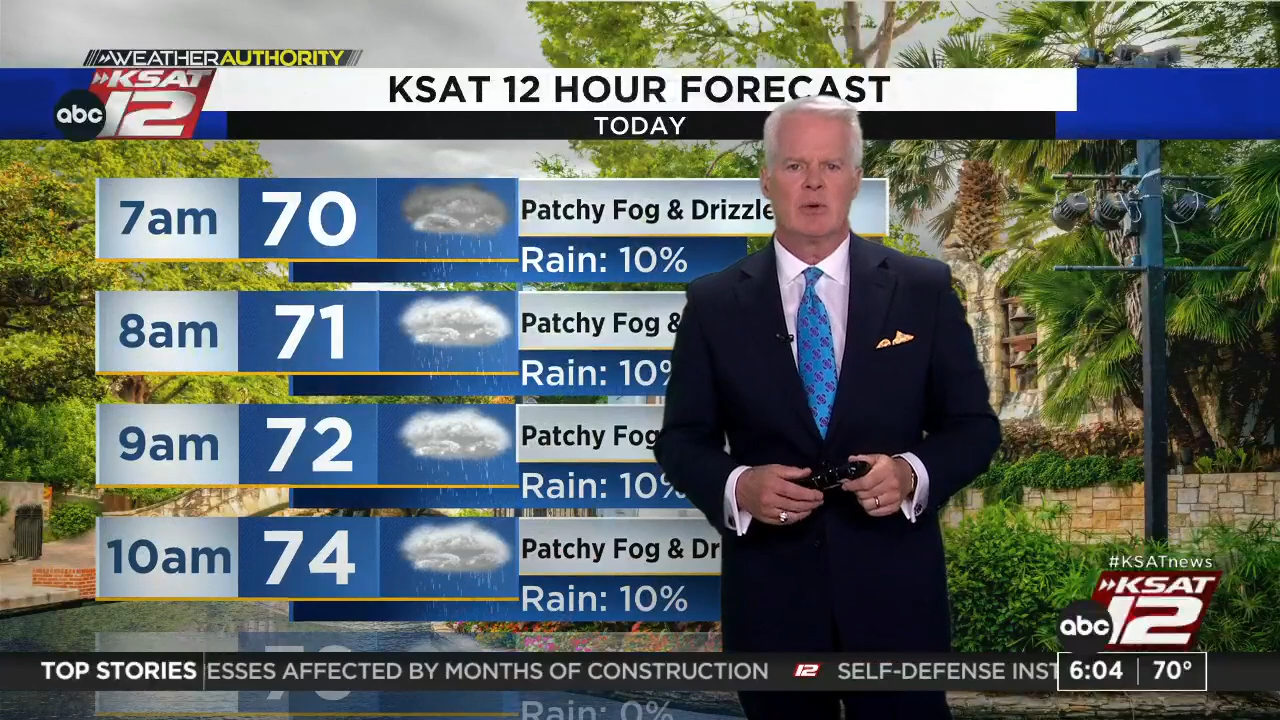 WEATHERAUTHORITY
KSAT
abc 12
KSAT 12 HOUR FORECAST
TODAY
7am 70 Patchy Fog & Drizzle
Rain: 10%
8am 71 Patchy Fog &
Rain: 10%
9am 72 Patchy Fog
Rain: 10%
10am 74 Patchy Fog & Dr
Rain: 10%
#KSATnews
KSAT
abc 12
TOP STORIES ESSES AFFECTED BY MONTHS OF CONSTRUCTION 12 SELF-DEFENSE INST 6:04 70°
Rain: 0%